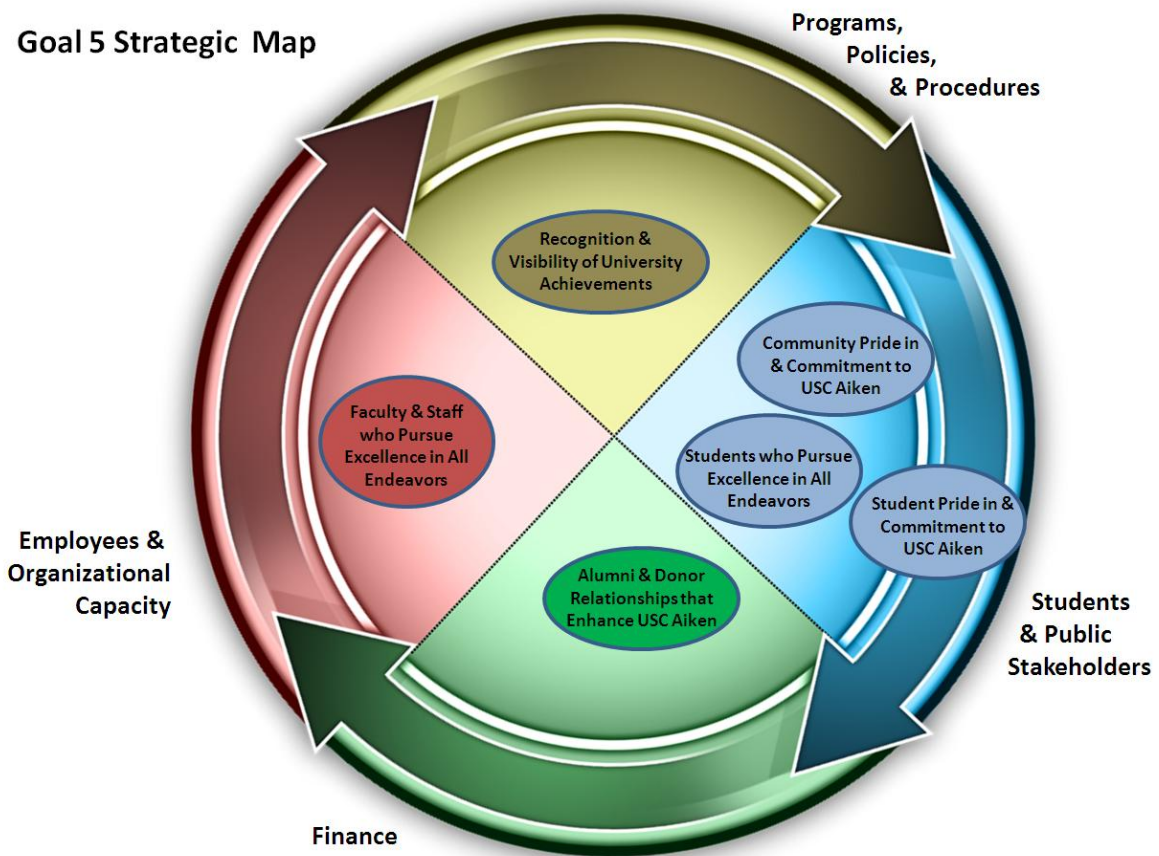 Goal 5 Strategic Map
Programs,
Policies,
& Procedures
Recognition &
Visibility of University
Achievements
Community Pride in
& Commitment to
USC Aiken
Students who Pursue
Excellence in All
Endeavors
Student Pride in &
Commitment to
USC Aiken
Students
& Public
Stakeholders
Alumni & Donor
Relationships that
Enhance USC Aiken
Finance
Faculty & Staff
who Pursue
Excellence in All
Endeavors
Employees &
Organizational
Capacity